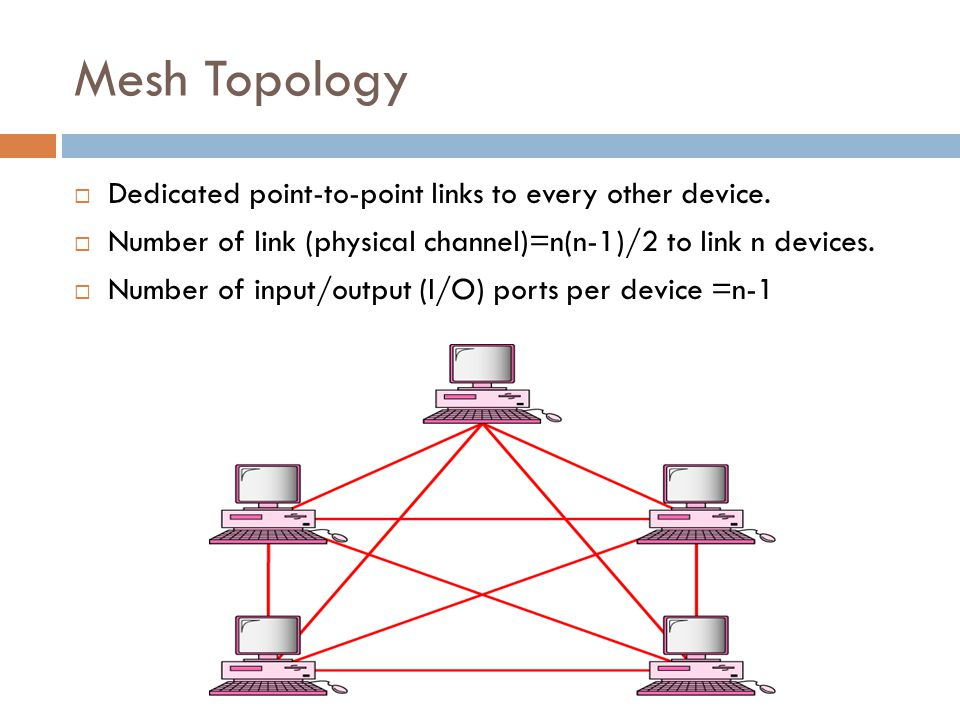 Mesh Topology
Dedicated point-to-point links to every other device.
Number of link (physical channel)=n(n-1)/2 to link n devices.
Number of input/output (I/O) ports per device =n-1